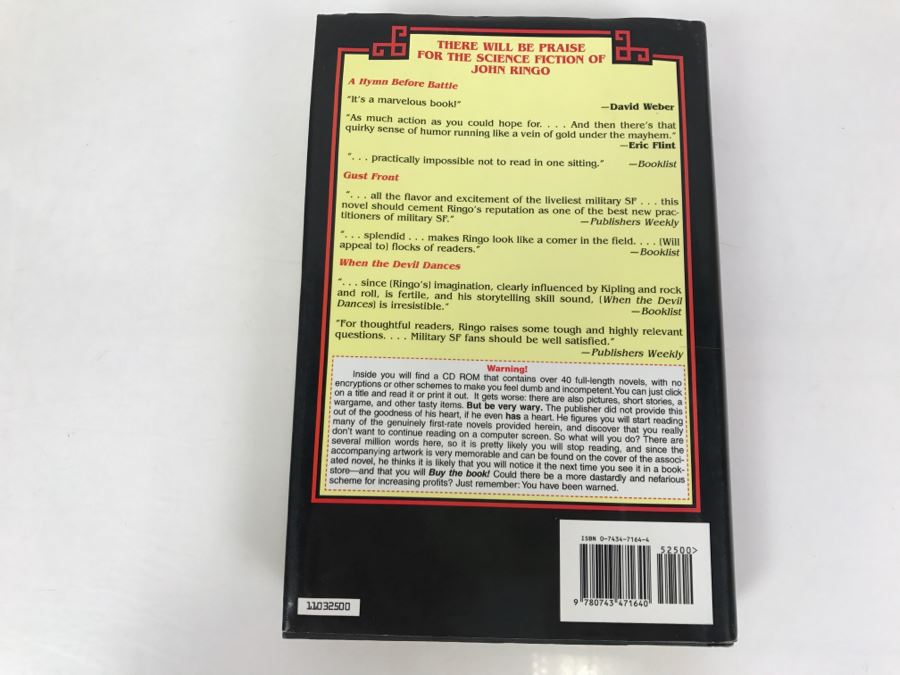 THERE WILL BE PRAISE
FOR THE SCIENCE FICTION OF
JOHN RINGO
A Hymn Before Battle
"It's a marvelous book!" —David Weber
"As much action as you could hope for. . . . And then there's that
quirky sense of humor running like a vein of gold under the mayhem."
—Eric Flint
". . . practically impossible not to read in one sitting." —Booklist
Gust Front
". . . all the flavor and excitement of the liveliest military SF . . . this
novel should cement Ringo's reputation as one of the best new prac-
titioners of military SF." —Publishers Weekly
". . . splendid . . . makes Ringo look like a comer in the field. . . . [Will
appeal to] flocks of readers." —Booklist
When the Devil Dances
". . . since [Ringo's] imagination, clearly influenced by Kipling and rock
and roll, is fertile, and his storytelling skill sound, [When the Devil
Dances] is irresistible." —Booklist
"For thoughtful readers, Ringo raises some tough and highly relevant
questions. . . . Military SF fans should be well satisfied."
—Publishers Weekly
Warning!
Inside you will find a CD ROM that contains over 40 full-length novels, with no
encryptions or other schemes to make you feel dumb and incompetent.You can just click
on a title and read it or print it out. It gets worse: there are also pictures, short stories, a
wargame, and other tasty items. But be very wary. The publisher did not provide this
out of the goodness of his heart, if he even has a heart. He figures you will start reading
many of the genuinely first-rate novels provided herein, and discover that you really
don't want to continue reading on a computer screen. So what will you do? There are
several million words here, so it is pretty likely you will stop reading, and since the
accompanying artwork is very memorable and can be found on the cover of the associ-
ated novel, he thinks it is likely that you will notice it the next time you see it in a book-
store—and that you will Buy the book! Could there be a more dastardly and nefarious
scheme for increasing profits? Just remember: You have been warned.
ISBN 0-7434-7164-4
52500>
9 780743 471640
11032500